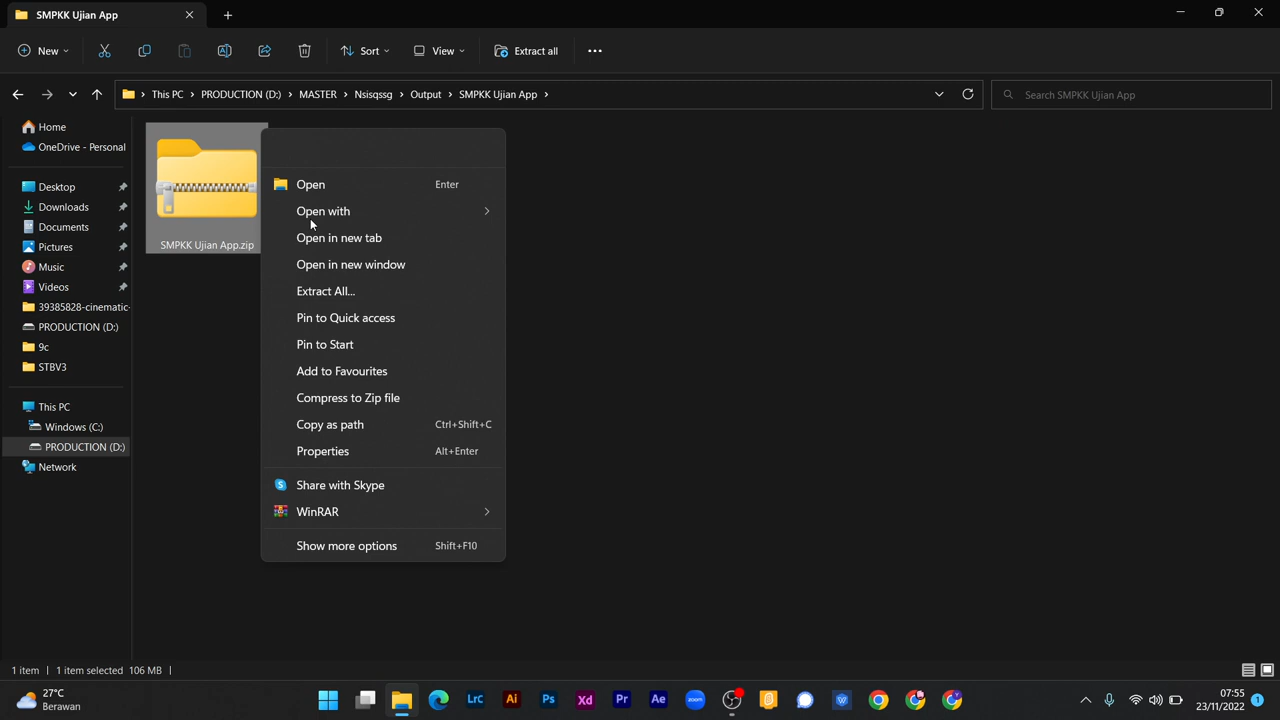 SMPKK Ujian App
New
Sort
View
Extract all
This PC > PRODUCTION (D:) > MASTER > Nsisqssg > Output > SMPKK Ujian App >
Search SMPKK Ujian App
Home
OneDrive - Personal
Desktop
Downloads
Documents
Pictures
Music
Videos
39385828-cinematic-
PRODUCTION (D:)
9c
STBV3
This PC
Windows (C:)
PRODUCTION (D:)
Network
SMPKK Ujian App.zip
Open Enter
Open with
Open in new tab
Open in new window
Extract All...
Pin to Quick access
Pin to Start
Add to Favourites
Compress to Zip file
Copy as path Ctrl+Shift+C
Properties Alt+Enter
Share with Skype
WinRAR
Show more options Shift+F10
1 item 1 item selected 106 MB
27°C
Berawan
Lrc Ai Ps Xd Pr Ae zoom
07:55
23/11/2022
1